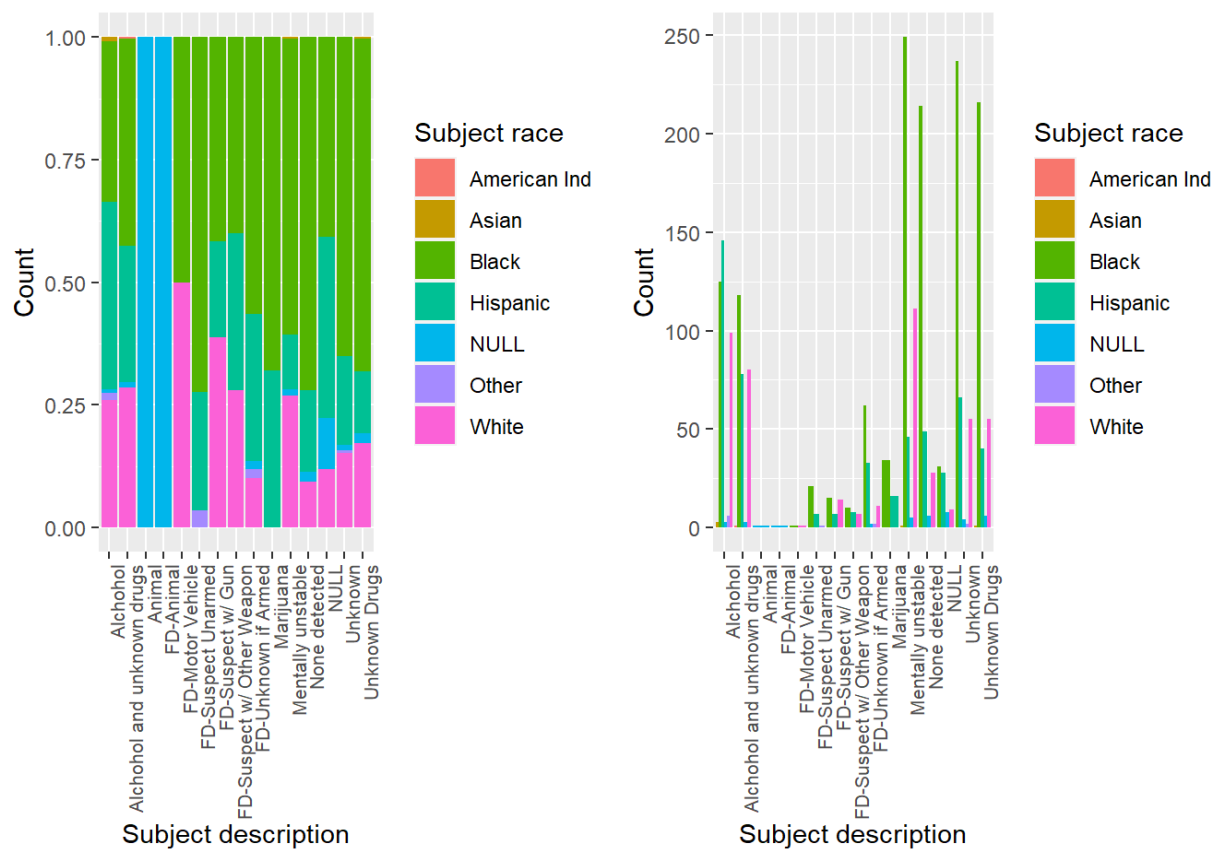 1.00
0.75
0.50
0.25
0.00
Count
Alchohol
Alchohol and unknown drugs
Animal
FD-Animal
FD-Motor Vehicle
FD-Suspect Unarmed
FD-Suspect w/ Gun
FD-Suspect w/ Other Weapon
FD-Unknown if Armed
Marijuana
Mentally unstable
None detected
NULL
Unknown
Unknown Drugs
Subject description
Subject race
American Ind
Asian
Black
Hispanic
NULL
Other
White
250
200
150
100
50
0
Count
Alchohol
Alchohol and unknown drugs
Animal
FD-Animal
FD-Motor Vehicle
FD-Suspect Unarmed
FD-Suspect w/ Gun
FD-Suspect w/ Other Weapon
FD-Unknown if Armed
Marijuana
Mentally unstable
None detected
NULL
Unknown
Unknown Drugs
Subject description
Subject race
American Ind
Asian
Black
Hispanic
NULL
Other
White